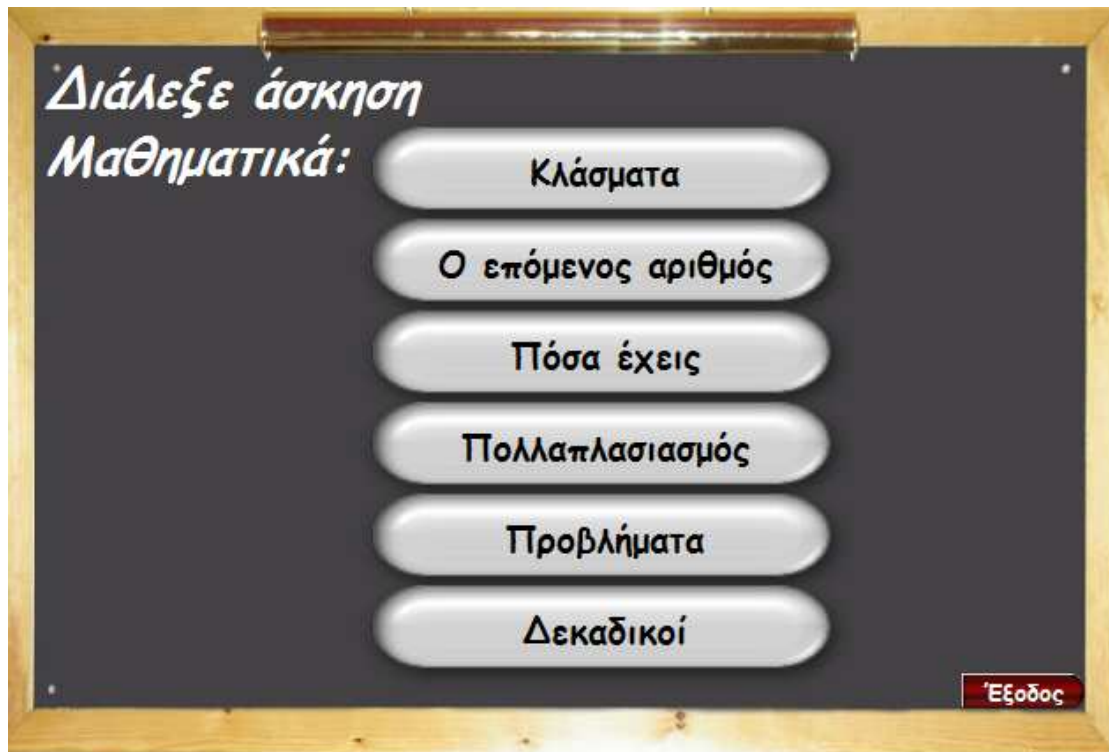 Διάλεξε άσκηση
Μαθηματικά:
Κλάσματα
Ο επόμενος αριθμός
Πόσα έχεις
Πολλαπλασιασμός
Προβλήματα
Δεκαδικοί
Έξοδος